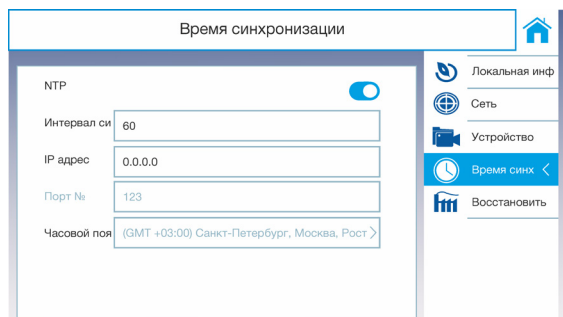 Время синхронизации
NTP
Интервал си
60
IP адрес
0.0.0.0
Порт №
123
Часовой поя
(GMT +03:00) Санкт-Петербург, Москва, Рост
Локальная инф
Сеть
Устройство
Время синх
Восстановить